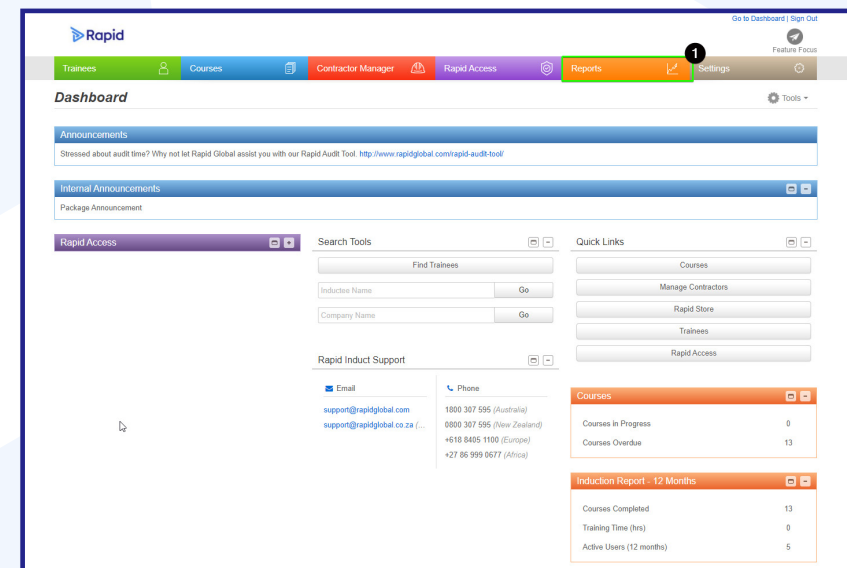 Go to Dashboard | Sign Out
Rapid
Feature Focus
1
Trainees Courses Contractor Manager Rapid Access Reports Settings
Dashboard
Tools
Announcements
Stressed about audit time? Why not let Rapid Global assist you with our Rapid Audit Tool. http://www.rapidglobal.com/rapid-audit-tool/
Internal Announcements
Package Announcement
Rapid Access
Search Tools
Find Trainees
Inductee Name Go
Company Name Go
Rapid Induct Support
Email
support@rapidglobal.com
support@rapidglobal.co.za (...
Phone
1800 307 595 (Australia)
0800 307 595 (New Zealand)
+618 8405 1100 (Europe)
+27 86 999 0677 (Africa)
Quick Links
Courses
Manage Contractors
Rapid Store
Trainees
Rapid Access
Courses
Courses in Progress 0
Courses Overdue 13
Induction Report - 12 Months
Courses Completed 13
Training Time (hrs) 0
Active Users (12 months) 5